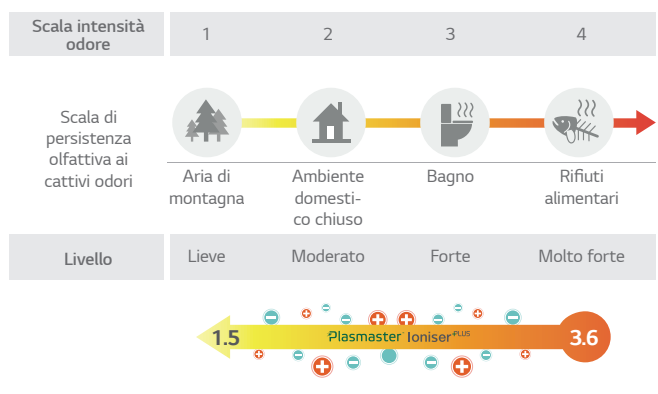 Scala intensità
odore
1
2
3
4
Scala di
persistenza
olfattiva ai
cattivi odori
Aria di
montagna
Ambiente
domesti-
co chiuso
Bagno
Rifiuti
alimentari
Livello
Lieve
Moderato
Forte
Molto forte
1.5
Plasmaster Ioniser PLUS
3.6